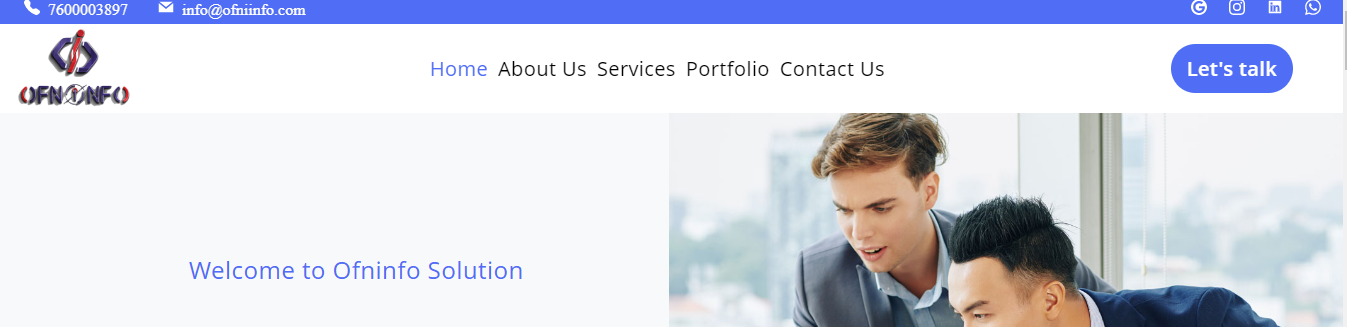 7600003897 info@ofniinfo.com
OFNINFO
Home About Us Services Portfolio Contact Us Let's talk
Welcome to Ofninfo Solution